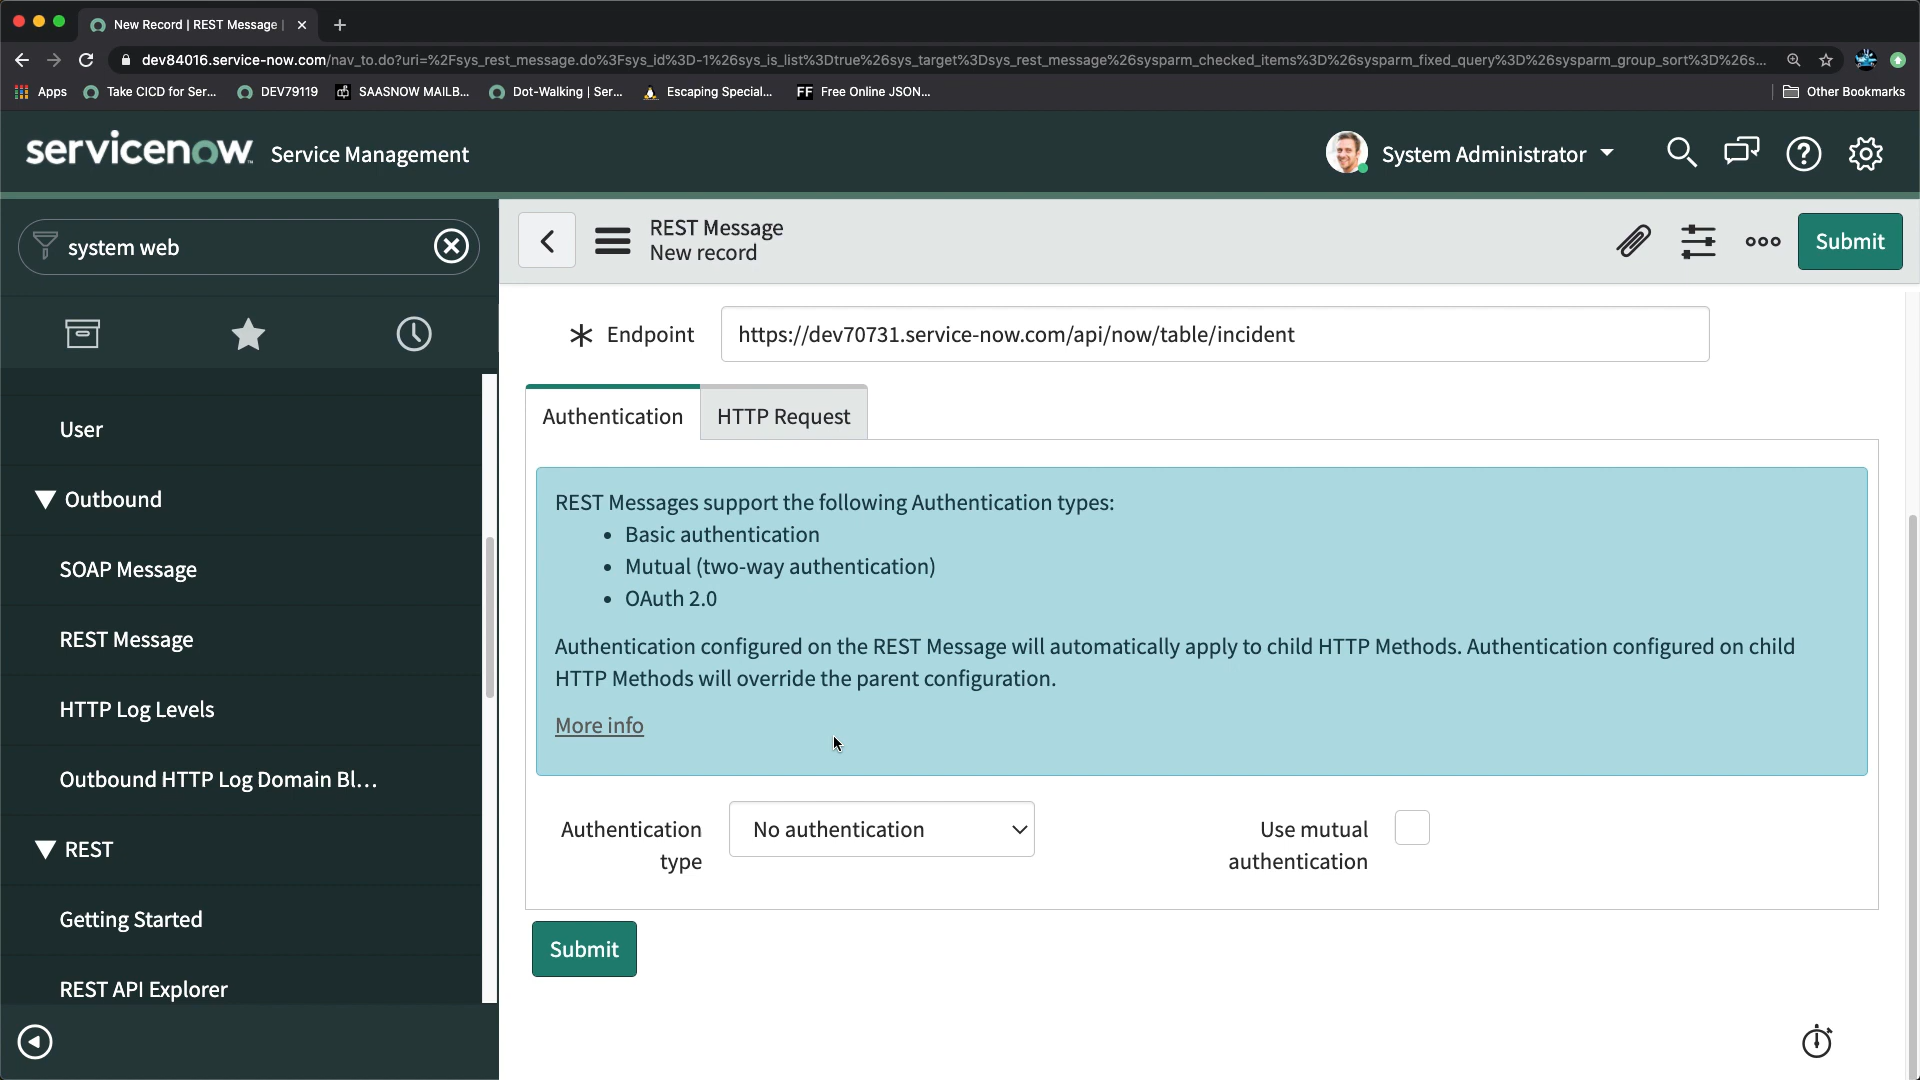 New Record | REST Message |
dev84016.service-now.com/nav_to.do?uri=%2Fsys_rest_message.do%3Fsys_id%3D-1%26sys_is_list%3Dtrue%26sys_target%3Dsys_rest_message%26sysparm_checked_items%3D%26sysparm_fixed_query%3D%26sysparm_group_sort%3D%26s...
Apps
Take CICD for Ser...
DEV79119
SAASNOW MAILB...
Dot-Walking | Ser...
Escaping Special...
FF Free Online JSON...
Other Bookmarks
servicenow Service Management
System Administrator
system web
REST Message
New record
Submit
User
Outbound
SOAP Message
REST Message
HTTP Log Levels
Outbound HTTP Log Domain Bl...
REST
Getting Started
REST API Explorer
Endpoint
https://dev70731.service-now.com/api/now/table/incident
Authentication
HTTP Request
REST Messages support the following Authentication types:
• Basic authentication
• Mutual (two-way authentication)
• OAuth 2.0
Authentication configured on the REST Message will automatically apply to child HTTP Methods. Authentication configured on child
HTTP Methods will override the parent configuration.
More info
Authentication
type
No authentication
Use mutual
authentication
Submit